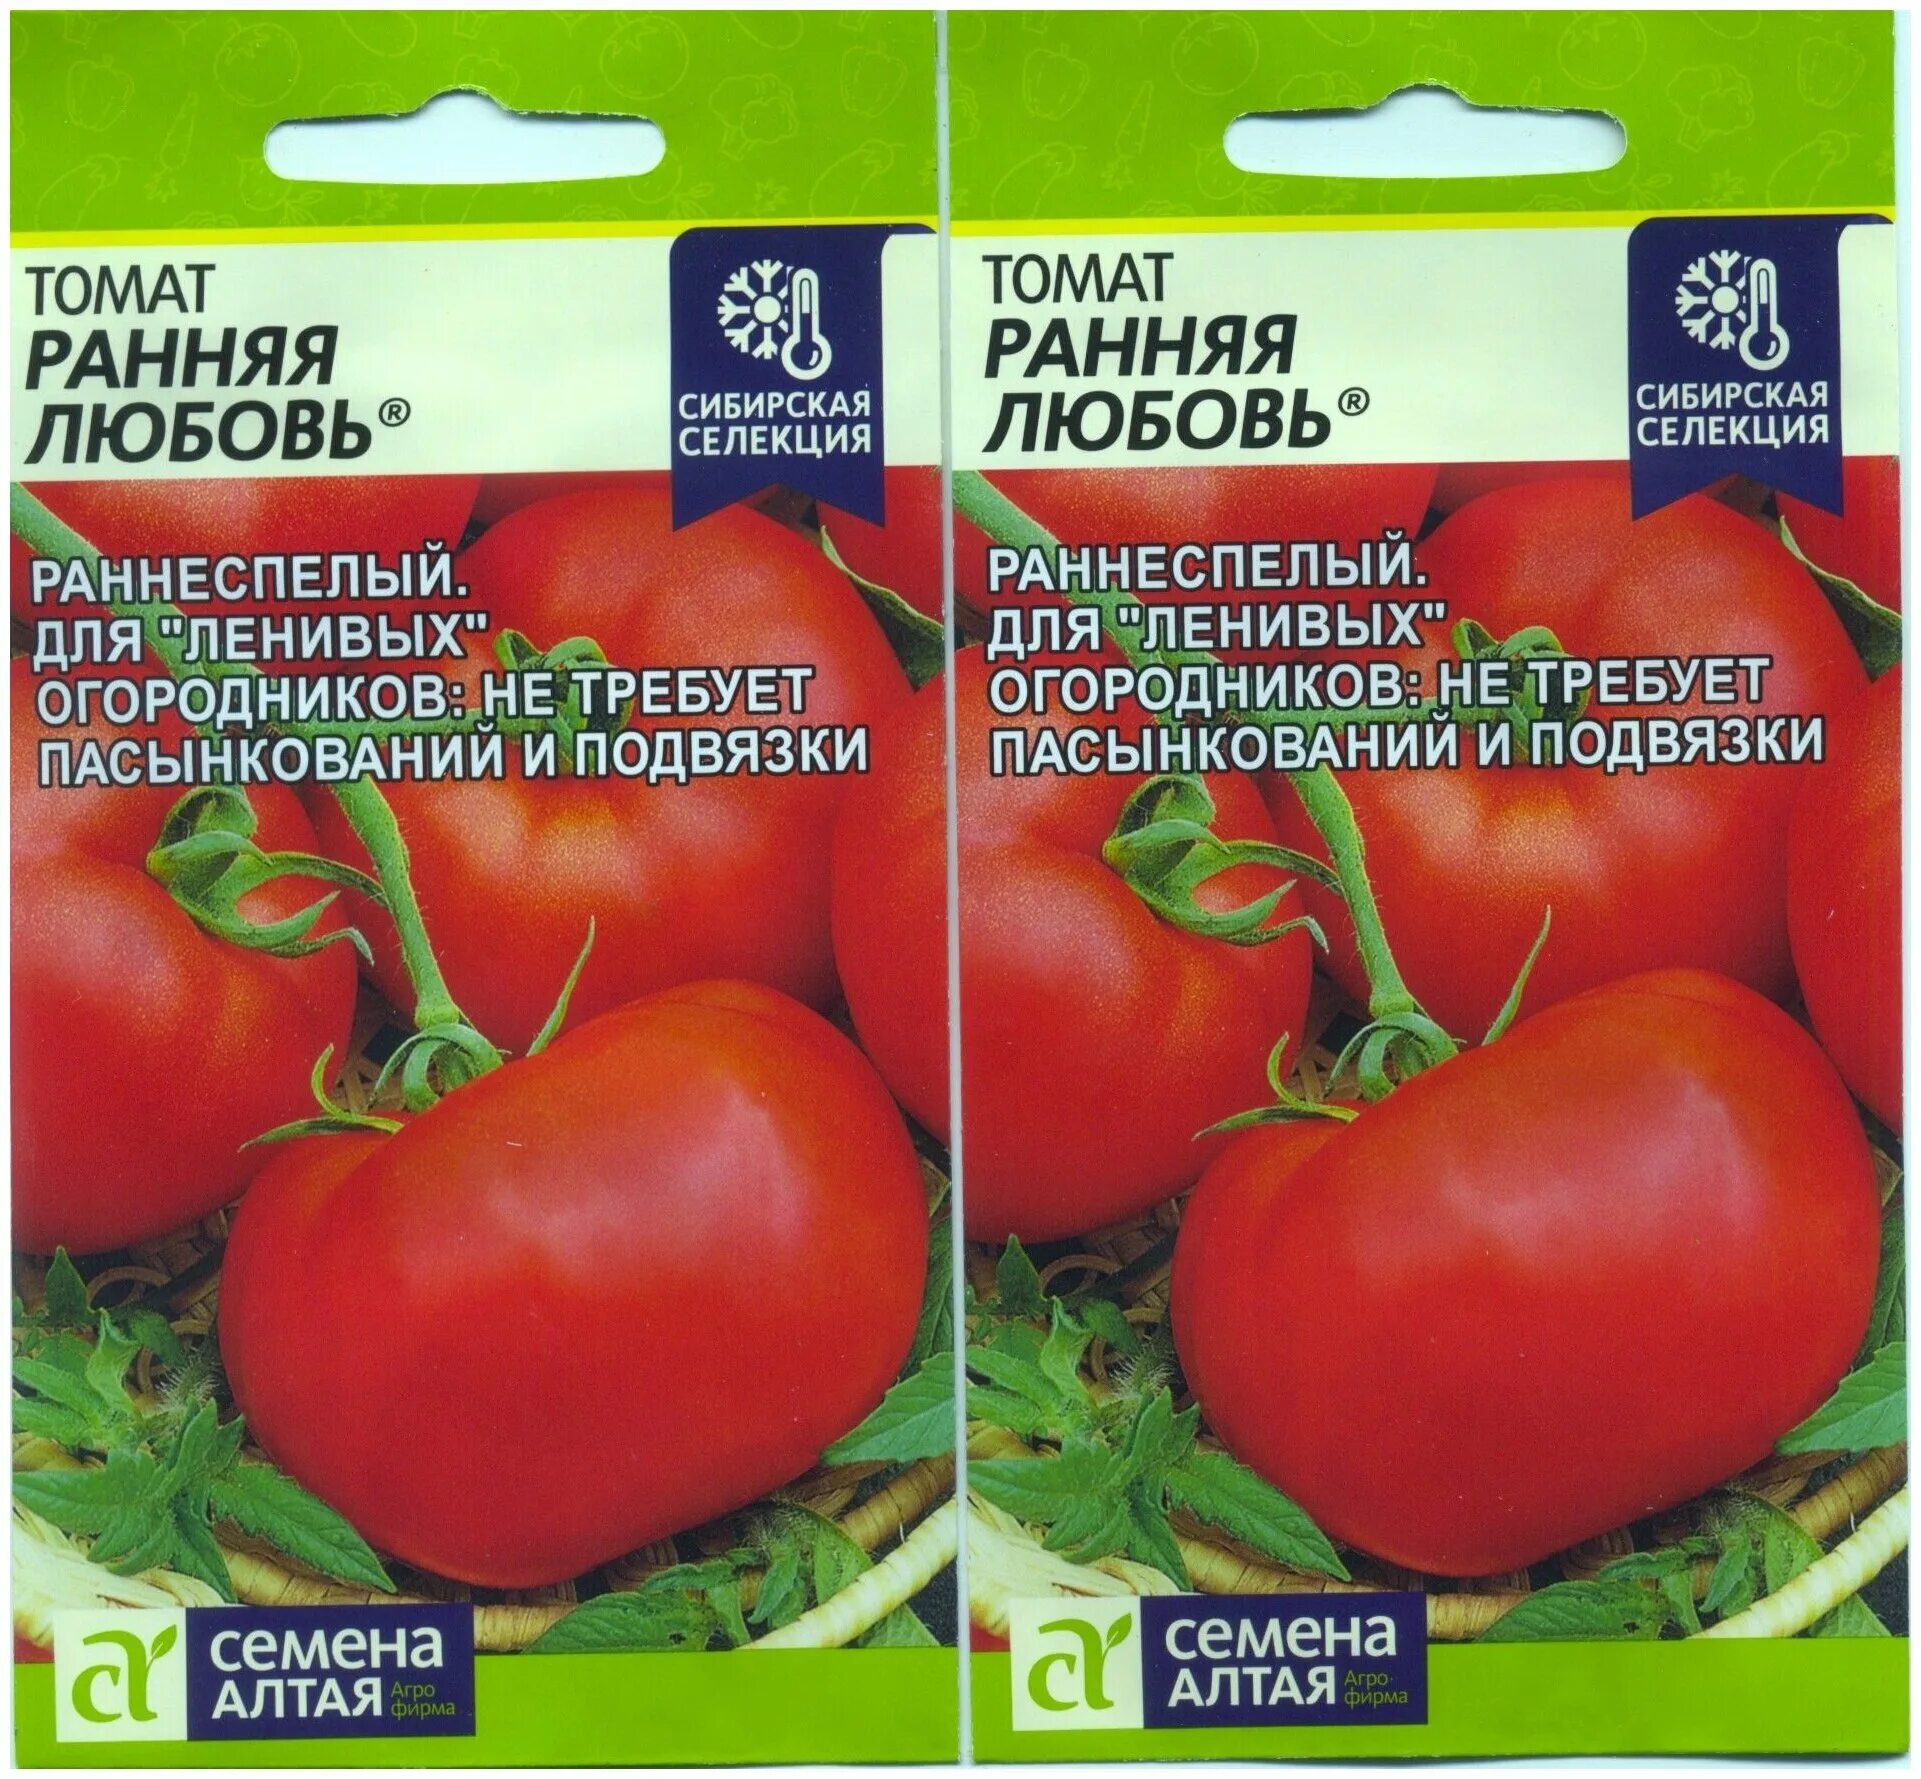 ТОМАТ
РАННЯЯ
ЛЮБОВЬ®
СИБИРСКАЯ
СЕЛЕКЦИЯ
РАННЕСПЕЛЫЙ.
ДЛЯ "ЛЕНИВЫХ"
ОГОРОДНИКОВ: НЕ ТРЕБУЕТ
ПАСЫНКОВАНИЙ И ПОДВЯЗКИ
семена
АЛТАЯ
Агро
фирма
ТОМАТ
РАННЯЯ
ЛЮБОВЬ®
СИБИРСКАЯ
СЕЛЕКЦИЯ
РАННЕСПЕЛЫЙ.
ДЛЯ "ЛЕНИВЫХ"
ОГОРОДНИКОВ: НЕ ТРЕБУЕТ
ПАСЫНКОВАНИЙ И ПОДВЯЗКИ
семена
АЛТАЯ
Агро-
фирма